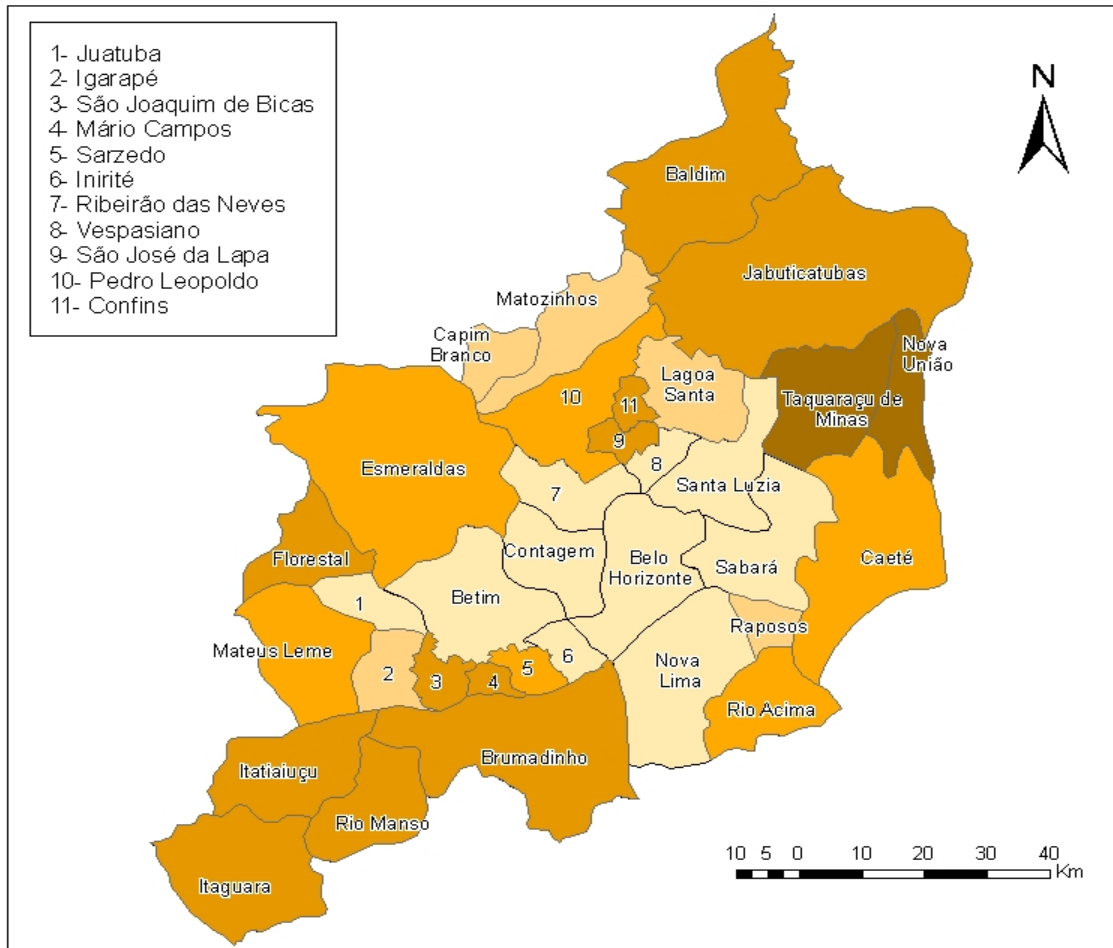 1- Juatuba
2- Igarapé
3- São Joaquim de Bicas
4- Mário Campos
5- Sarzedo
6- Inirité
7- Ribeirão das Neves
8- Vespasiano
9- São José da Lapa
10- Pedro Leopoldo
11- Confins
N
Baldim
Jabuticatubas
Matozinhos
Capim
Branco
Nova
União
Lagoa
Santa
Taquaraçu de
Minas
10
11
9
Esmeraldas
8
7
Santa Luzia
Contagem
Belo
Horizonte
Sabará
Caeté
Florestal
Betim
1
Raposos
Mateus Leme
2
3
4
5
6
Nova
Lima
Rio Acima
Brumadinho
Itatiaiuçu
Rio Manso
Itaguara
10 5 0 10 20 30 40
Km